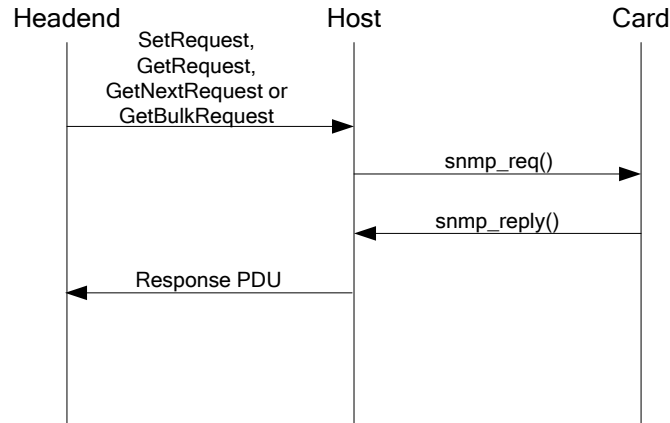 Headend
Host
Card
SetRequest,
GetRequest,
GetNextRequest or
GetBulkRequest
snmp_req()
snmp_reply()
Response PDU